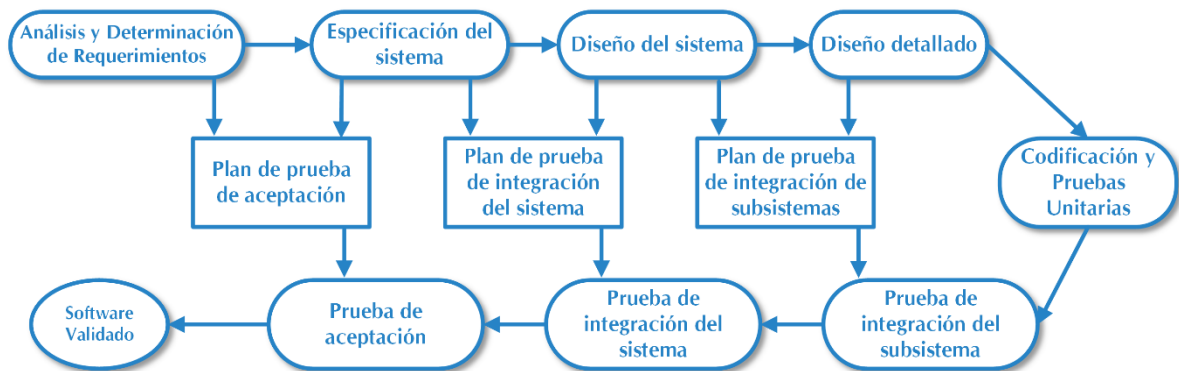 Análisis y Determinación
de Requerimientos
Especificación del
sistema
Diseño del sistema
Diseño detallado
Plan de prueba
de aceptación
Plan de prueba
de integración
del sistema
Plan de prueba
de integración de
subsistemas
Codificación y
Pruebas
Unitarias
Software
Validado
Prueba de
aceptación
Prueba de
integración del
sistema
Prueba de
integración del
subsistema